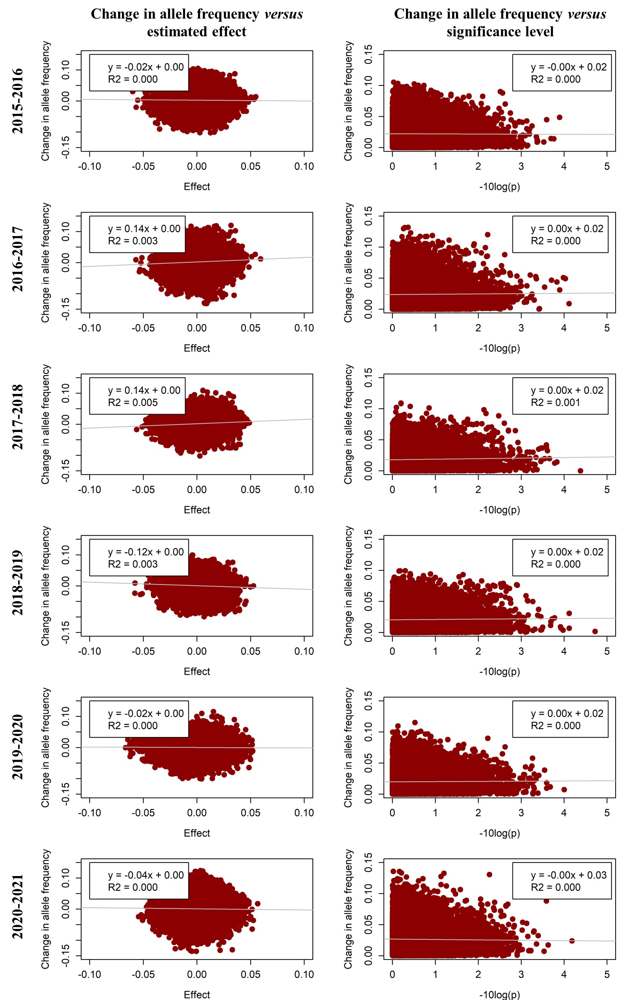 Change in allele frequency versus
estimated effect
Change in allele frequency versus
significance level
2015-2016
Change in allele frequency
-0.15 0.00 0.10
y = -0.02x + 0.00
R2 = 0.000
-0.10 -0.05 0.00 0.05 0.10
Effect
Change in allele frequency
0.00 0.05 0.10 0.15
y = -0.00x + 0.02
R2 = 0.000
0 1 2 3 4 5
-10log(p)
2016-2017
Change in allele frequency
-0.15 0.00 0.10
y = 0.14x + 0.00
R2 = 0.003
-0.10 -0.05 0.00 0.05 0.10
Effect
Change in allele frequency
0.00 0.05 0.10 0.15
y = 0.00x + 0.02
R2 = 0.000
0 1 2 3 4 5
-10log(p)
2017-2018
Change in allele frequency
-0.15 0.00 0.10
y = 0.14x + 0.00
R2 = 0.005
-0.10 -0.05 0.00 0.05 0.10
Effect
Change in allele frequency
0.00 0.05 0.10 0.15
y = 0.00x + 0.02
R2 = 0.001
0 1 2 3 4 5
-10log(p)
2018-2019
Change in allele frequency
-0.15 0.00 0.10
y = -0.12x + 0.00
R2 = 0.003
-0.10 -0.05 0.00 0.05 0.10
Effect
Change in allele frequency
0.00 0.05 0.10 0.15
y = 0.00x + 0.02
R2 = 0.000
0 1 2 3 4 5
-10log(p)
2019-2020
Change in allele frequency
-0.15 0.00 0.10
y = -0.02x + 0.00
R2 = 0.000
-0.10 -0.05 0.00 0.05 0.10
Effect
Change in allele frequency
0.00 0.05 0.10 0.15
y = 0.00x + 0.02
R2 = 0.000
0 1 2 3 4 5
-10log(p)
2020-2021
Change in allele frequency
-0.15 0.00 0.10
y = -0.04x + 0.00
R2 = 0.000
-0.10 -0.05 0.00 0.05 0.10
Effect
Change in allele frequency
0.00 0.05 0.10 0.15
y = -0.00x + 0.03
R2 = 0.000
0 1 2 3 4 5
-10log(p)